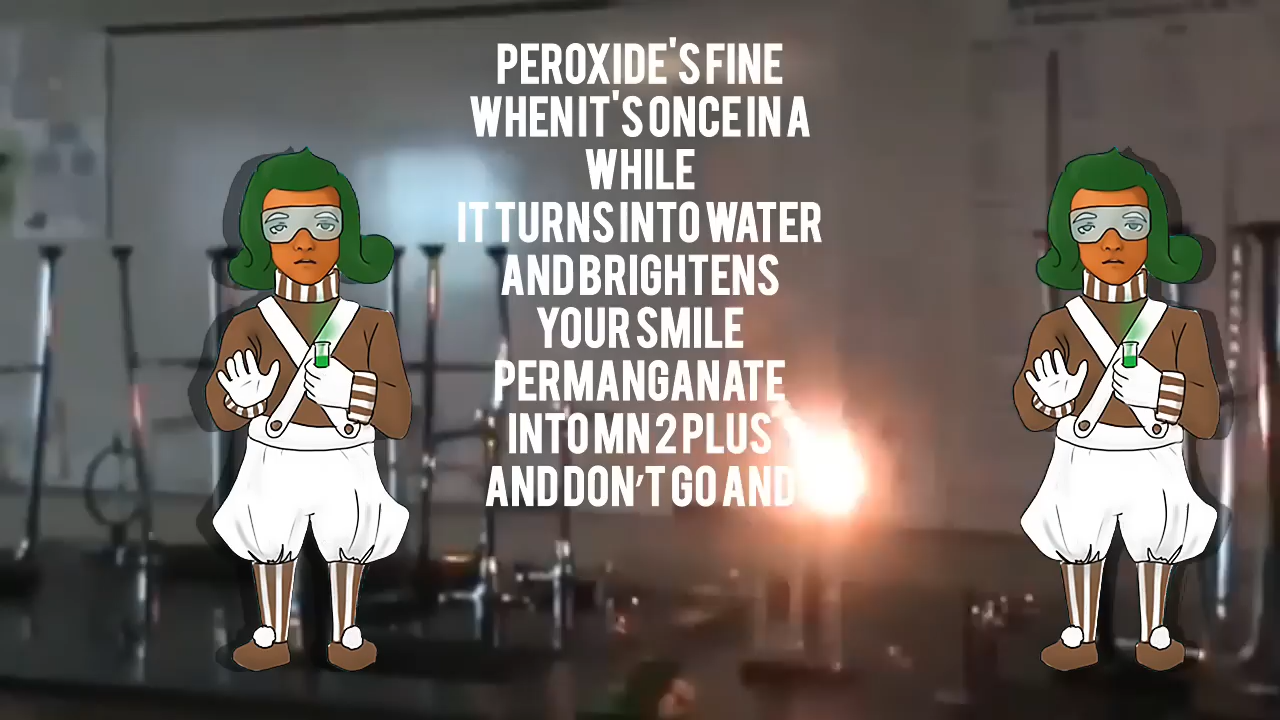 PEROXIDE'S FINE
WHEN IT'S ONCE IN A
WHILE
IT TURNS INTO WATER
AND BRIGHTENS
YOUR SMILE
PERMANGANATE
INTO MN 2 PLUS
AND DON'T GO AND